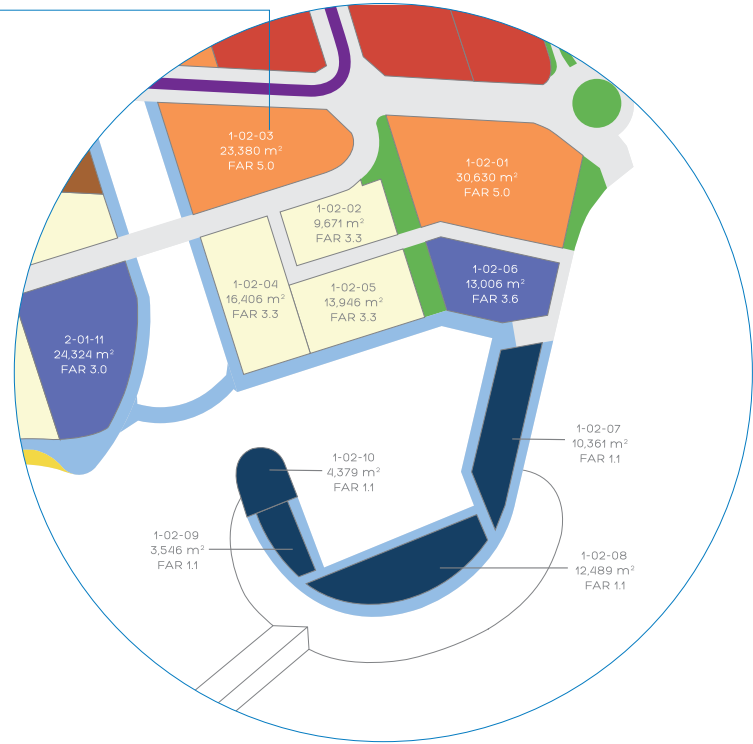 1-02-03
23,380 m²
FAR 5.0
1-02-01
30,630 m²
FAR 5.0
1-02-02
9,671 m²
FAR 3.3
1-02-04
16,406 m²
FAR 3.3
1-02-05
13,946 m²
FAR 3.3
1-02-06
13,006 m²
FAR 3.6
2-01-11
24,324 m²
FAR 3.0
1-02-07
10,361 m²
FAR 1.1
1-02-10
4,379 m²
FAR 1.1
1-02-09
3,546 m²
FAR 1.1
1-02-08
12,489 m²
FAR 1.1